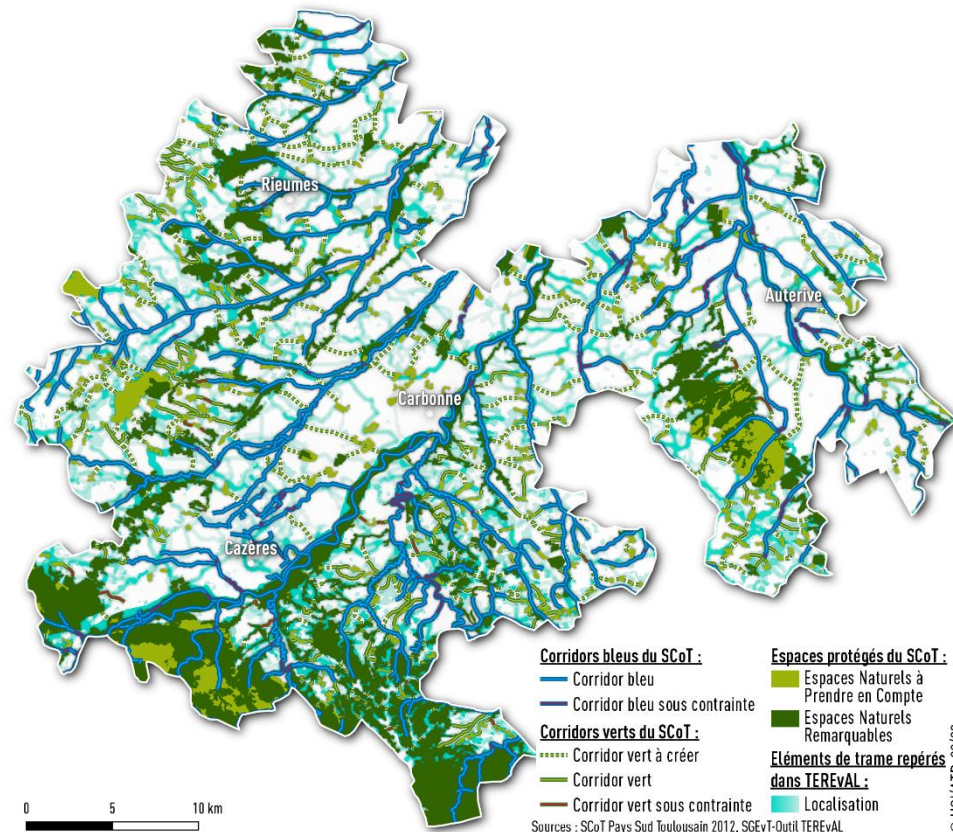 Rieumes
Auterive
Carbonne
Cazères
Corridors bleus du SCoT :
Corridor bleu
Corridor bleu sous contrainte
Corridors verts du SCoT :
Corridor vert à créer
Corridor vert
Corridor vert sous contrainte
Espaces protégés du SCoT :
Espaces Naturels à
Prendre en Compte
Espaces Naturels
Remarquables
Eléments de trame repérés
dans TEREvAL :
Localisation
0 5 10 km
Sources : SCoT Pays Sud Toulousain 2012, SGEvT-Outil TEREvAL